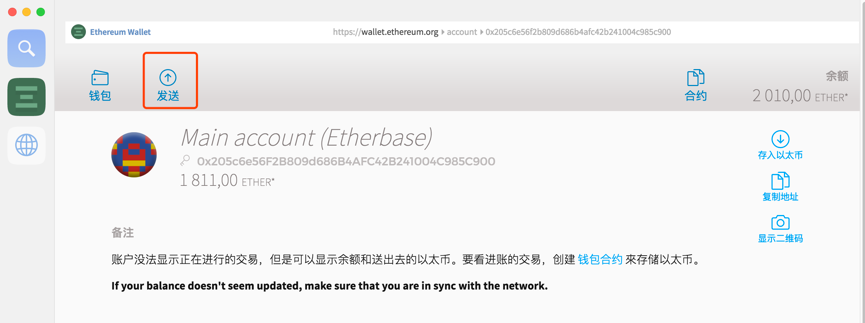 Ethereum Wallet
https://wallet.ethereum.org ▸ account ▸ 0x205c6e56f2b809d686b4afc42b241004c985c900
钱包
发送
合约
余额
2 010,00 ETHER*
Main account (Etherbase)
0x205c6e56F2B809d686B4AFC42B241004C985C900
1 811,00 ETHER*
存入以太币
复制地址
显示二维码
备注
账户没法显示正在进行的交易，但是可以显示余额和送出去的以太币。要看进账的交易，创建 钱包合约 來存储以太币。
If your balance doesn't seem updated, make sure that you are in sync with the network.